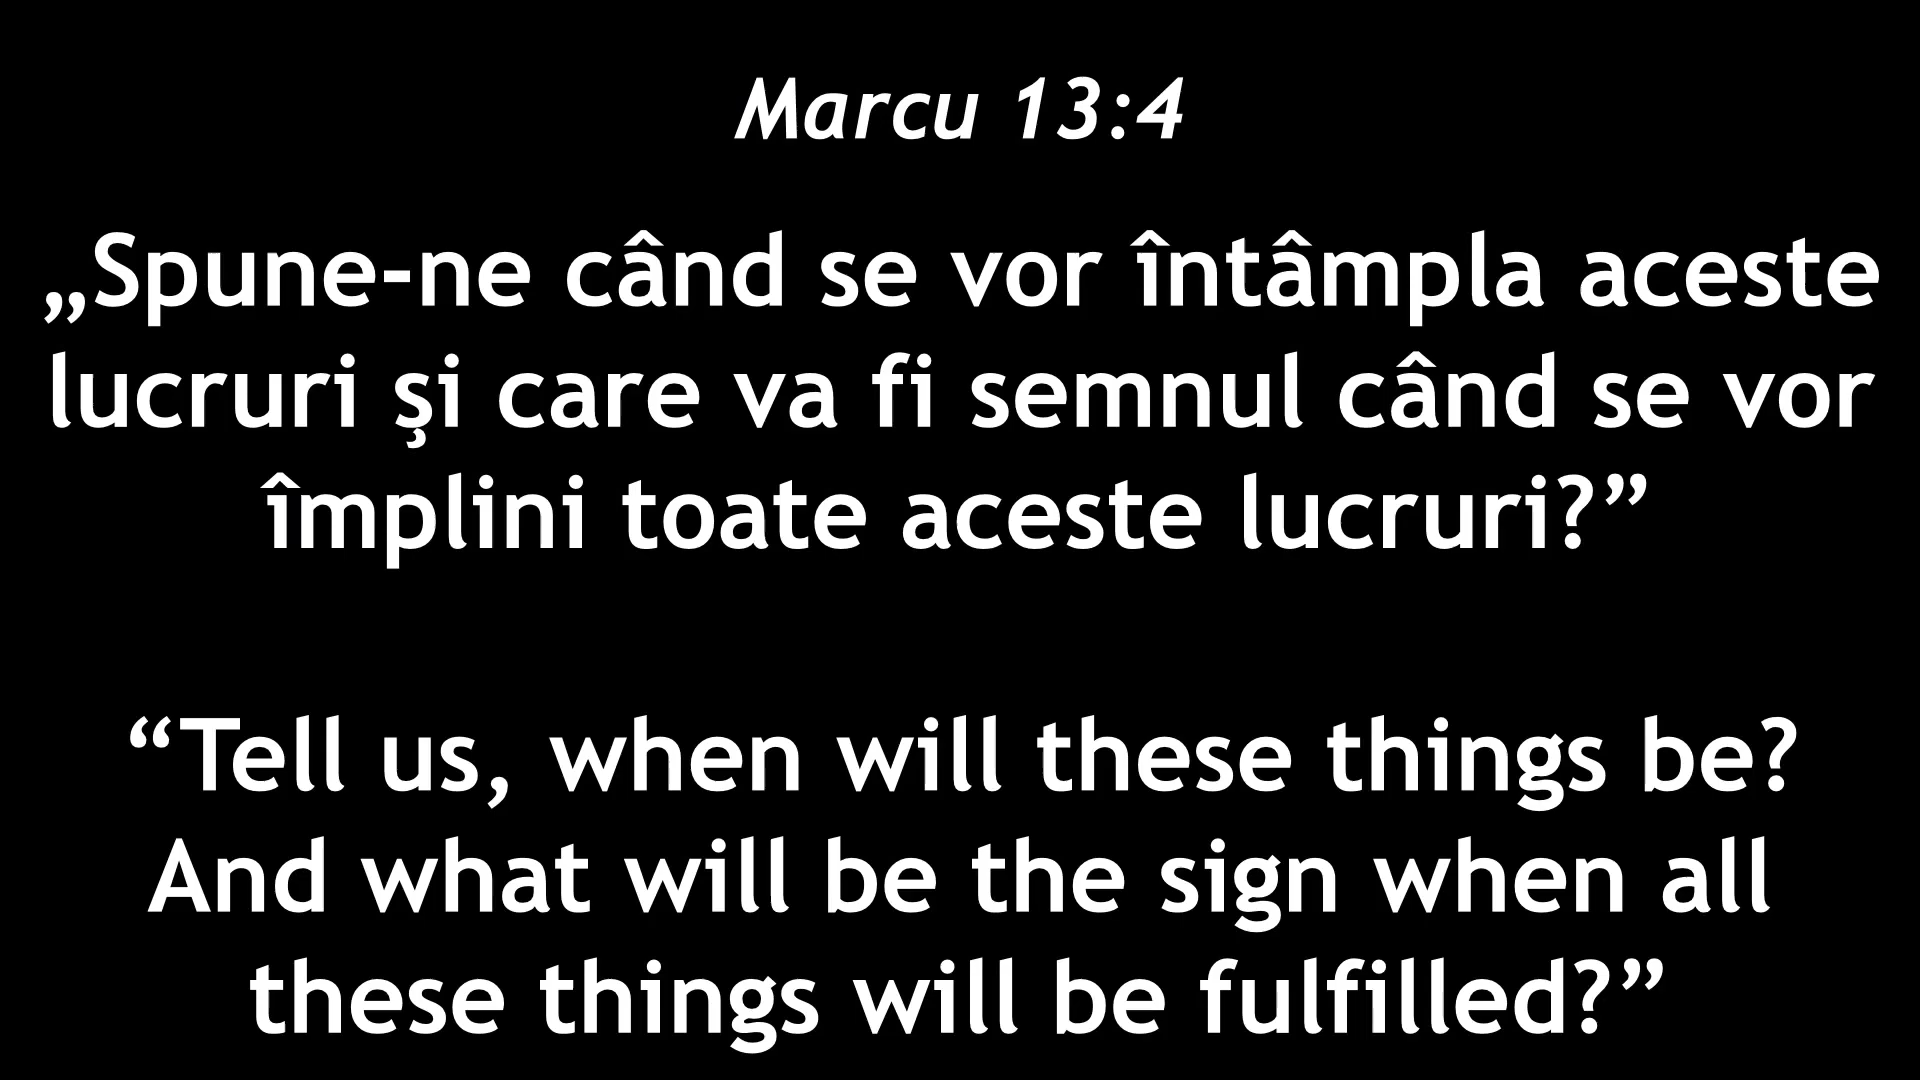 Marcu 13:4
„Spune-ne când se vor întâmpla aceste
lucruri şi care va fi semnul când se vor
împlini toate aceste lucruri?”
“Tell us, when will these things be?
And what will be the sign when all
these things will be fulfilled?”